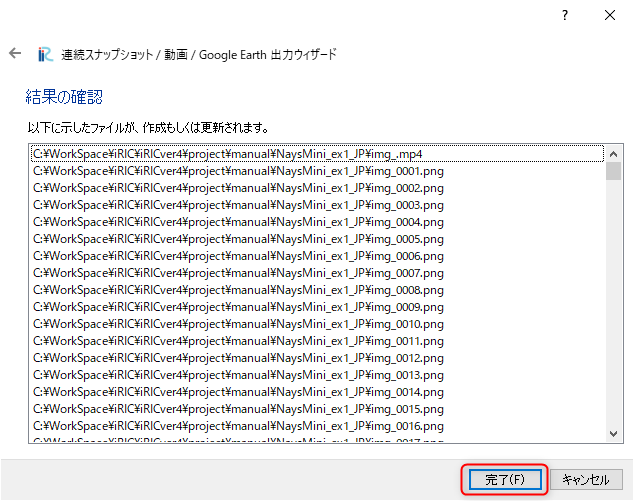 ?
連続スナップショット / 動画 / Google Earth 出力ウィザード
結果の確認
以下に示したファイルが、作成もしくは更新されます。
C:¥WorkSpace¥iRIC¥iRICver4¥project¥manual¥NaysMini_ex1_JP¥img_.mp4
C:¥WorkSpace¥iRIC¥iRICver4¥project¥manual¥NaysMini_ex1_JP¥img_0001.png
C:¥WorkSpace¥iRIC¥iRICver4¥project¥manual¥NaysMini_ex1_JP¥img_0002.png
C:¥WorkSpace¥iRIC¥iRICver4¥project¥manual¥NaysMini_ex1_JP¥img_0003.png
C:¥WorkSpace¥iRIC¥iRICver4¥project¥manual¥NaysMini_ex1_JP¥img_0004.png
C:¥WorkSpace¥iRIC¥iRICver4¥project¥manual¥NaysMini_ex1_JP¥img_0005.png
C:¥WorkSpace¥iRIC¥iRICver4¥project¥manual¥NaysMini_ex1_JP¥img_0006.png
C:¥WorkSpace¥iRIC¥iRICver4¥project¥manual¥NaysMini_ex1_JP¥img_0007.png
C:¥WorkSpace¥iRIC¥iRICver4¥project¥manual¥NaysMini_ex1_JP¥img_0008.png
C:¥WorkSpace¥iRIC¥iRICver4¥project¥manual¥NaysMini_ex1_JP¥img_0009.png
C:¥WorkSpace¥iRIC¥iRICver4¥project¥manual¥NaysMini_ex1_JP¥img_0010.png
C:¥WorkSpace¥iRIC¥iRICver4¥project¥manual¥NaysMini_ex1_JP¥img_0011.png
C:¥WorkSpace¥iRIC¥iRICver4¥project¥manual¥NaysMini_ex1_JP¥img_0012.png
C:¥WorkSpace¥iRIC¥iRICver4¥project¥manual¥NaysMini_ex1_JP¥img_0013.png
C:¥WorkSpace¥iRIC¥iRICver4¥project¥manual¥NaysMini_ex1_JP¥img_0014.png
C:¥WorkSpace¥iRIC¥iRICver4¥project¥manual¥NaysMini_ex1_JP¥img_0015.png
C:¥WorkSpace¥iRIC¥iRICver4¥project¥manual¥NaysMini_ex1_JP¥img_0016.png
C:¥WorkSpace¥iRIC¥iRICver4¥project¥manual¥NaysMini_ex1_JP¥img_0017.png
完了(F)
キャンセル